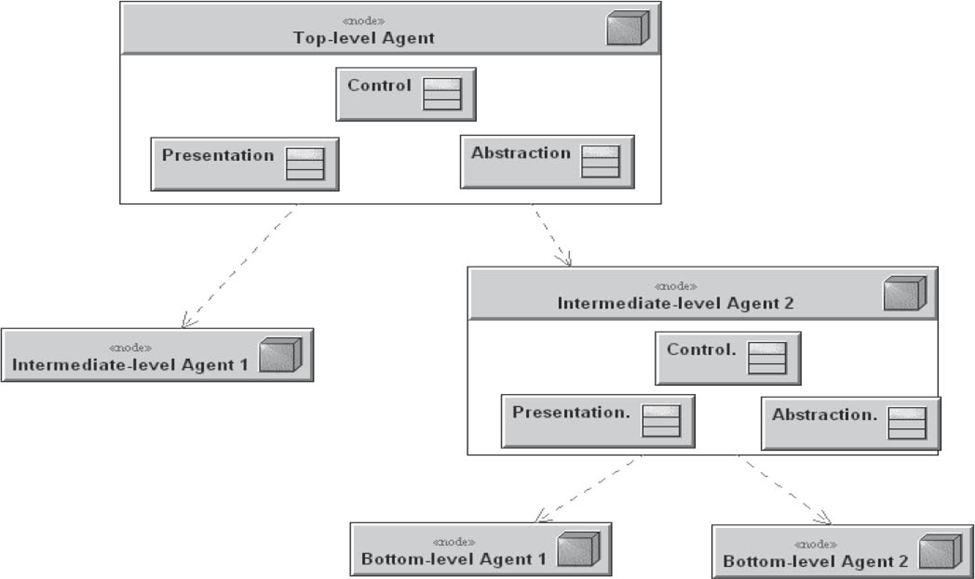 «node»
Top-level Agent
Control
Presentation
Abstraction
«node»
Intermediate-level Agent 2
«node»
Intermediate-level Agent 1
Control.
Presentation.
Abstraction.
«node»
Bottom-level Agent 1
«node»
Bottom-level Agent 2